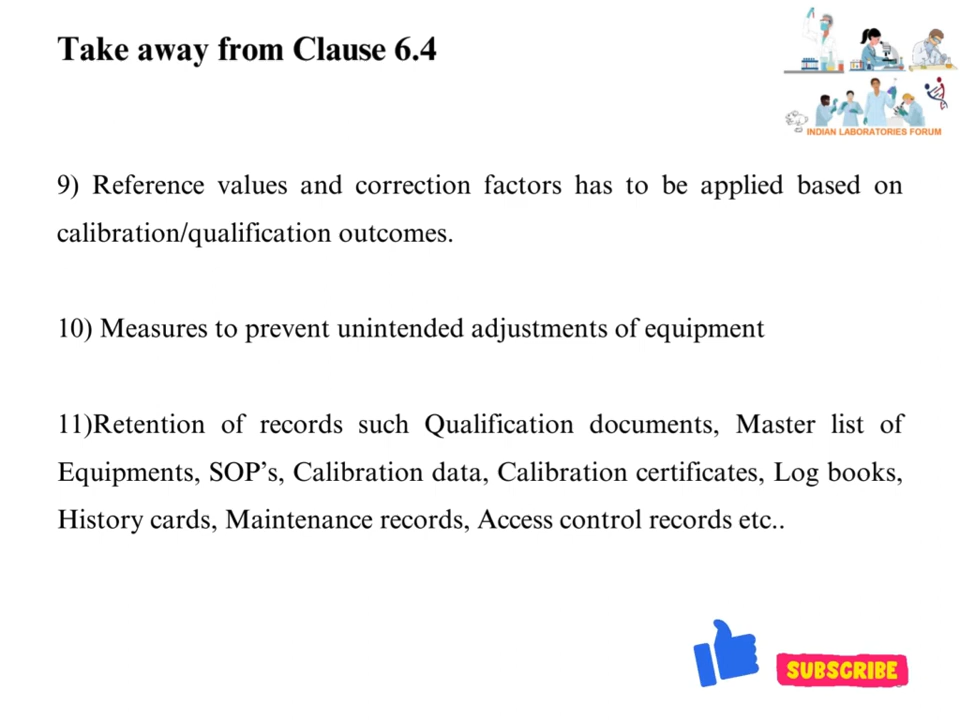 Take away from Clause 6.4
INDIAN LABORATORIES FORUM
9) Reference values and correction factors has to be applied based on
calibration/qualification outcomes.
10) Measures to prevent unintended adjustments of equipment
11)Retention of records such Qualification documents, Master list of
Equipments, SOP’s, Calibration data, Calibration certificates, Log books,
History cards, Maintenance records, Access control records etc..
SUBSCRIBE